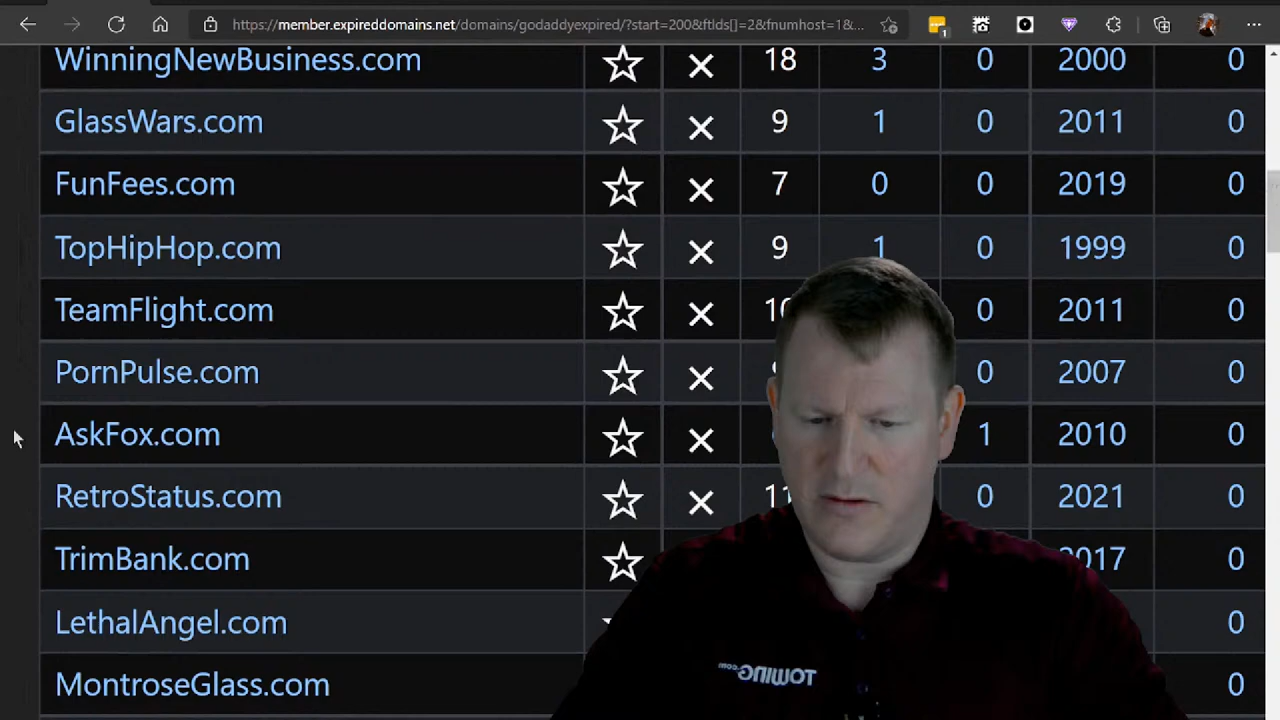 https://member.expireddomains.net/domains/godaddyexpired/?start=200&ftlds[]=2&fnumhost=1&...
1
WinningNewBusiness.com 18 3 0 2000 0
GlassWars.com 9 1 0 2011 0
FunFees.com 7 0 0 2019 0
TopHipHop.com 9 1 0 1999 0
TeamFlight.com 0 2011 0
PornPulse.com 0 2007 0
AskFox.com 1 2010 0
RetroStatus.com 11 0 2021 0
TrimBank.com 2017 0
LethalAngel.com 0
MontroseGlass.com 0
TOWING.com